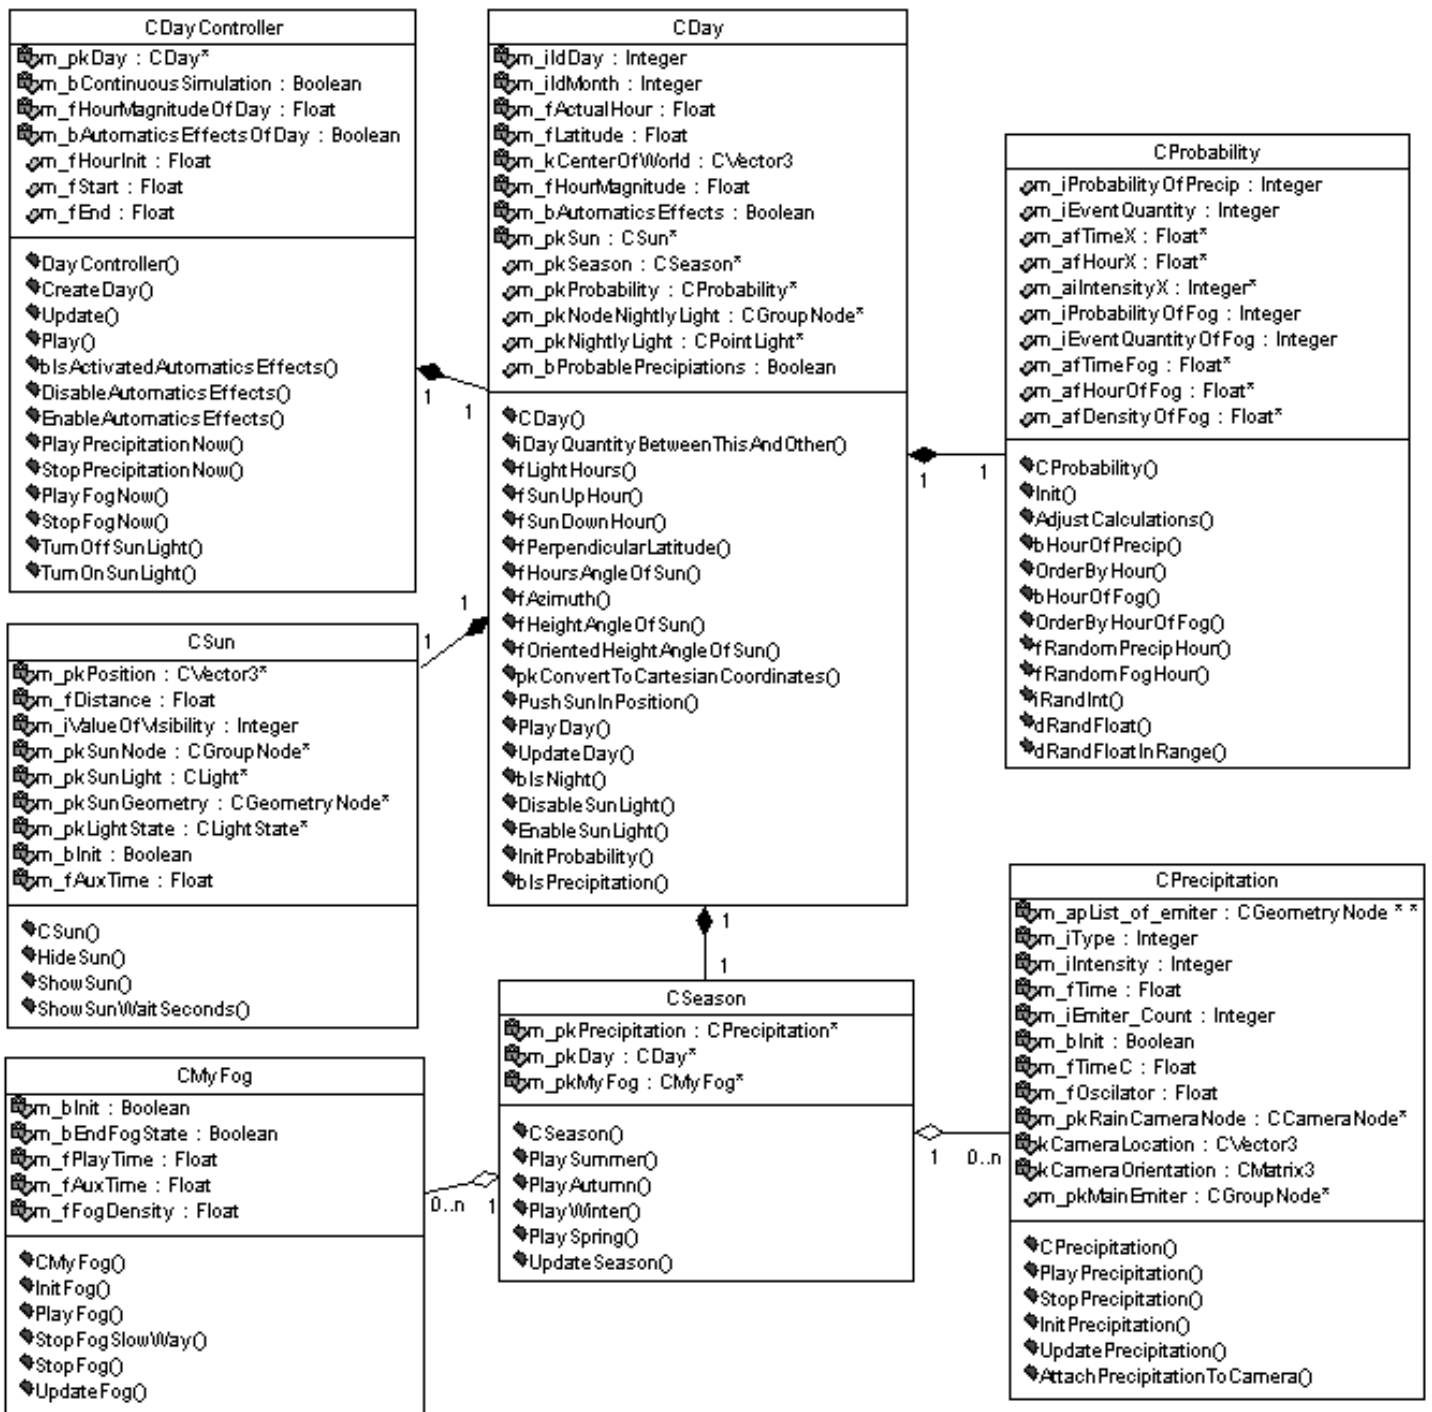 CDayController
m_pkDay : CDay*
m_bContinuousSimulation : Boolean
m_fHourMagnitudeOfDay : Float
m_bAutomaticsEffectsOfDay : Boolean
m_fHourInit : Float
m_fStart : Float
m_fEnd : Float
DayController()
CreateDay()
Update()
Play()
bIsActivatedAutomaticsEffects()
DisableAutomaticsEffects()
EnableAutomaticsEffects()
PlayPrecipitationNow()
StopPrecipitationNow()
PlayFogNow()
StopFogNow()
TurnOffSunLight()
TurnOnSunLight()
1
1
CDay
m_iIdDay : Integer
m_iIdMonth : Integer
m_fActualHour : Float
m_fLatitude : Float
m_kCenterOfWorld : CVector3
m_fHourMagnitude : Float
m_bAutomaticsEffects : Boolean
m_pkSun : CSun*
m_pkSeason : CSeason*
m_pkProbability : CProbability*
m_pkNodeNightlyLight : CGroupNode*
m_pkNightlyLight : CPointLight*
m_bProbablePrecipiations : Boolean
CDay()
iDayQuantityBetweenThisAndOther()
fLightHours()
fSunUpHour()
fSunDownHour()
fPerpendicularLatitude()
fHoursAngleOfSun()
fAzimuth()
fHeightAngleOfSun()
fOrientedHeightAngleOfSun()
pkConvertToCartesianCoordinates()
PushSunInPosition()
PlayDay()
UpdateDay()
bIsNight()
DisableSunLight()
EnableSunLight()
InitProbability()
bIsPrecipitation()
1
1
CProbability
m_iProbabilityOfPrecip : Integer
m_iEventQuantity : Integer
m_afTimeX : Float*
m_afHourX : Float*
m_aiIntensityX : Integer*
m_iProbabilityOfFog : Integer
m_iEventQuantityOfFog : Integer
m_afTimeFog : Float*
m_afHourOfFog : Float*
m_afDensityOfFog : Float*
CProbability()
Init()
AdjustCalculations()
bHourOfPrecip()
OrderByHour()
bHourOfFog()
OrderByHourOfFog()
fRandomPrecipHour()
fRandomFogHour()
iRandInt()
dRandFloat()
dRandFloatInRange()
1
1
CSun
m_pkPosition : CVector3*
m_fDistance : Float
m_iValueOfVisibility : Integer
m_pkSunNode : CGroupNode*
m_pkSunLight : CLight*
m_pkSunGeometry : CGeometryNode*
m_pkLightState : CLightState*
m_bInit : Boolean
m_fAuxTime : Float
CSun()
HideSun()
ShowSun()
ShowSunWaitSeconds()
1
1
CSeason
m_pkPrecipitation : CPrecipitation*
m_pkDay : CDay*
m_pkMyFog : CMyFog*
CSeason()
PlaySummer()
PlayAutumn()
PlayWinter()
PlaySpring()
UpdateSeason()
1
0..n
CPrecipitation
m_apList_of_emiter : CGeometryNode * *
m_iType : Integer
m_iIntensity : Integer
m_fTime : Float
m_iEmiter_Count : Integer
m_bInit : Boolean
m_fTimeC : Float
m_fOscilator : Float
m_pkRainCameraNode : CCameraNode*
kCameraLocation : CVector3
kCameraOrientation : CMatrix3
m_pkMainEmiter : CGroupNode*
CPrecipitation()
PlayPrecipitation()
StopPrecipitation()
InitPrecipitation()
UpdatePrecipitation()
AttachPrecipitationToCamera()
CMyFog
m_bInit : Boolean
m_bEndFogState : Boolean
m_fPlayTime : Float
m_fAuxTime : Float
m_fFogDensity : Float
CMyFog()
InitFog()
PlayFog()
StopFogSlowWay()
StopFog()
UpdateFog()
0..n
1